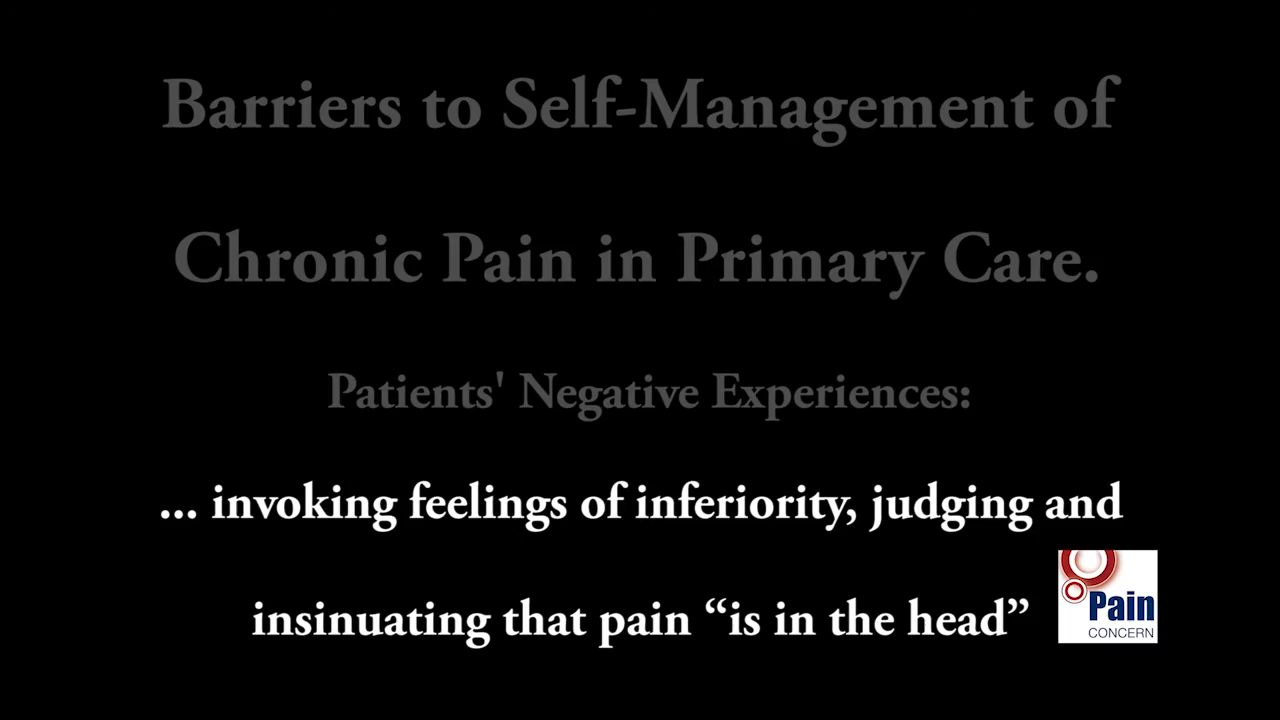 Barriers to Self-Management of
Chronic Pain in Primary Care.
Patients' Negative Experiences:
... invoking feelings of inferiority, judging and
insinuating that pain “is in the head”
Pain
CONCERN